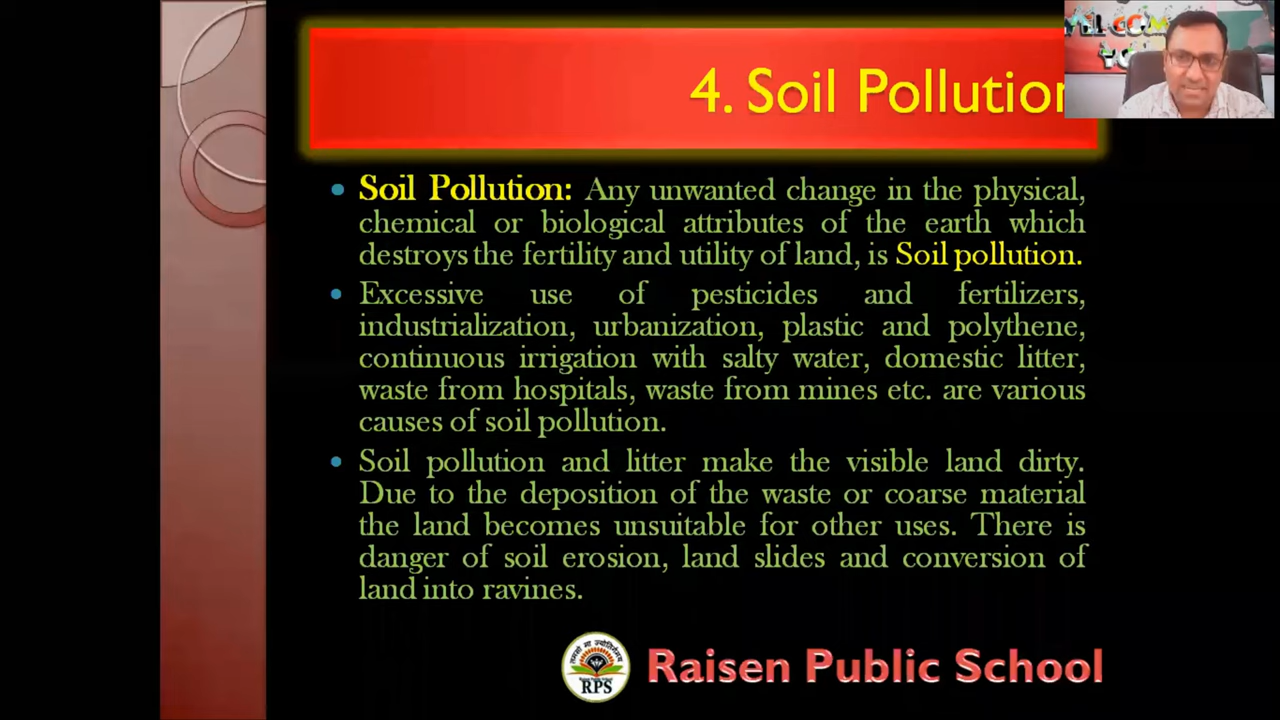 4. Soil Pollution
Soil Pollution: Any unwanted change in the physical,
chemical or biological attributes of the earth which
destroys the fertility and utility of land, is Soil pollution.
Excessive use of pesticides and fertilizers,
industrialization, urbanization, plastic and polythene,
continuous irrigation with salty water, domestic litter,
waste from hospitals, waste from mines etc. are various
causes of soil pollution.
Soil pollution and litter make the visible land dirty.
Due to the deposition of the waste or coarse material
the land becomes unsuitable for other uses. There is
danger of soil erosion, land slides and conversion of
land into ravines.
तमसो मा ज्योतिर्गमय
RPS
Raisen Public School